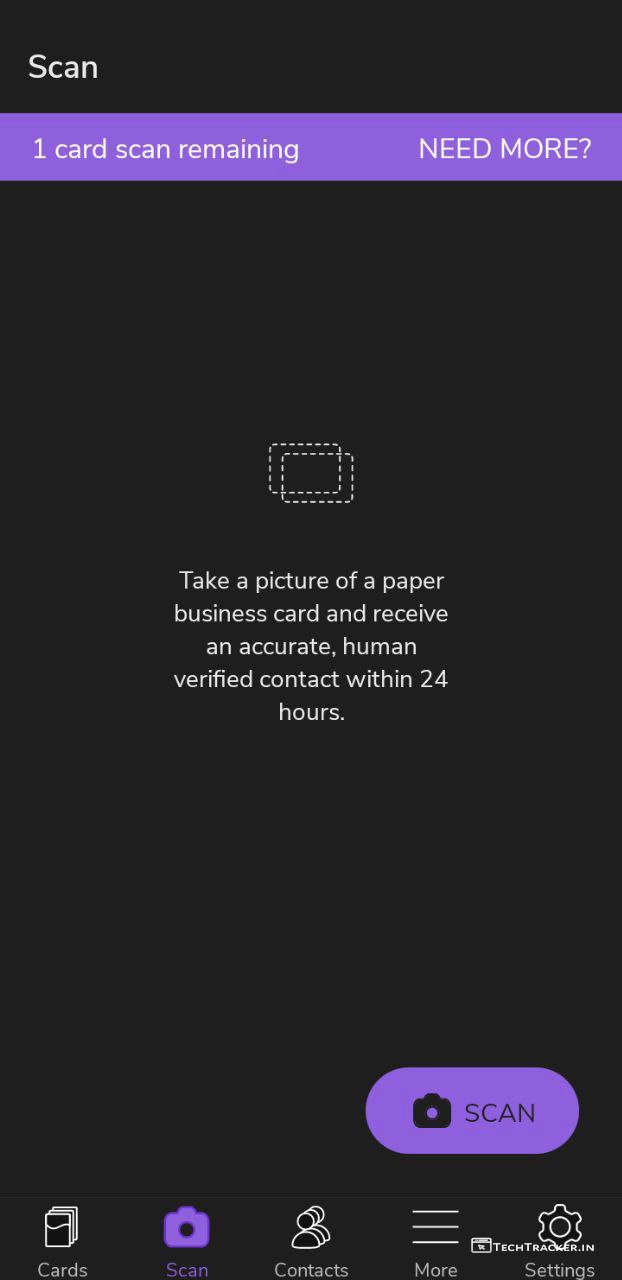 Scan
1 card scan remaining NEED MORE?
Take a picture of a paper
business card and receive
an accurate, human
verified contact within 24
hours.
SCAN
TECHTRACKER.IN
Cards Scan Contacts More Settings